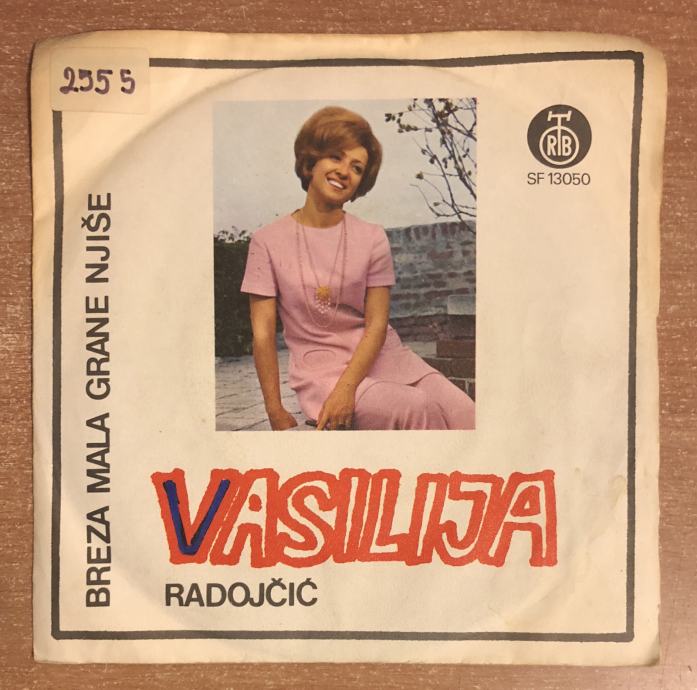 2555
RTB
SF 13050
BREZA MALA GRANE NJIŠE
VASILIJA
RADOJČIĆ